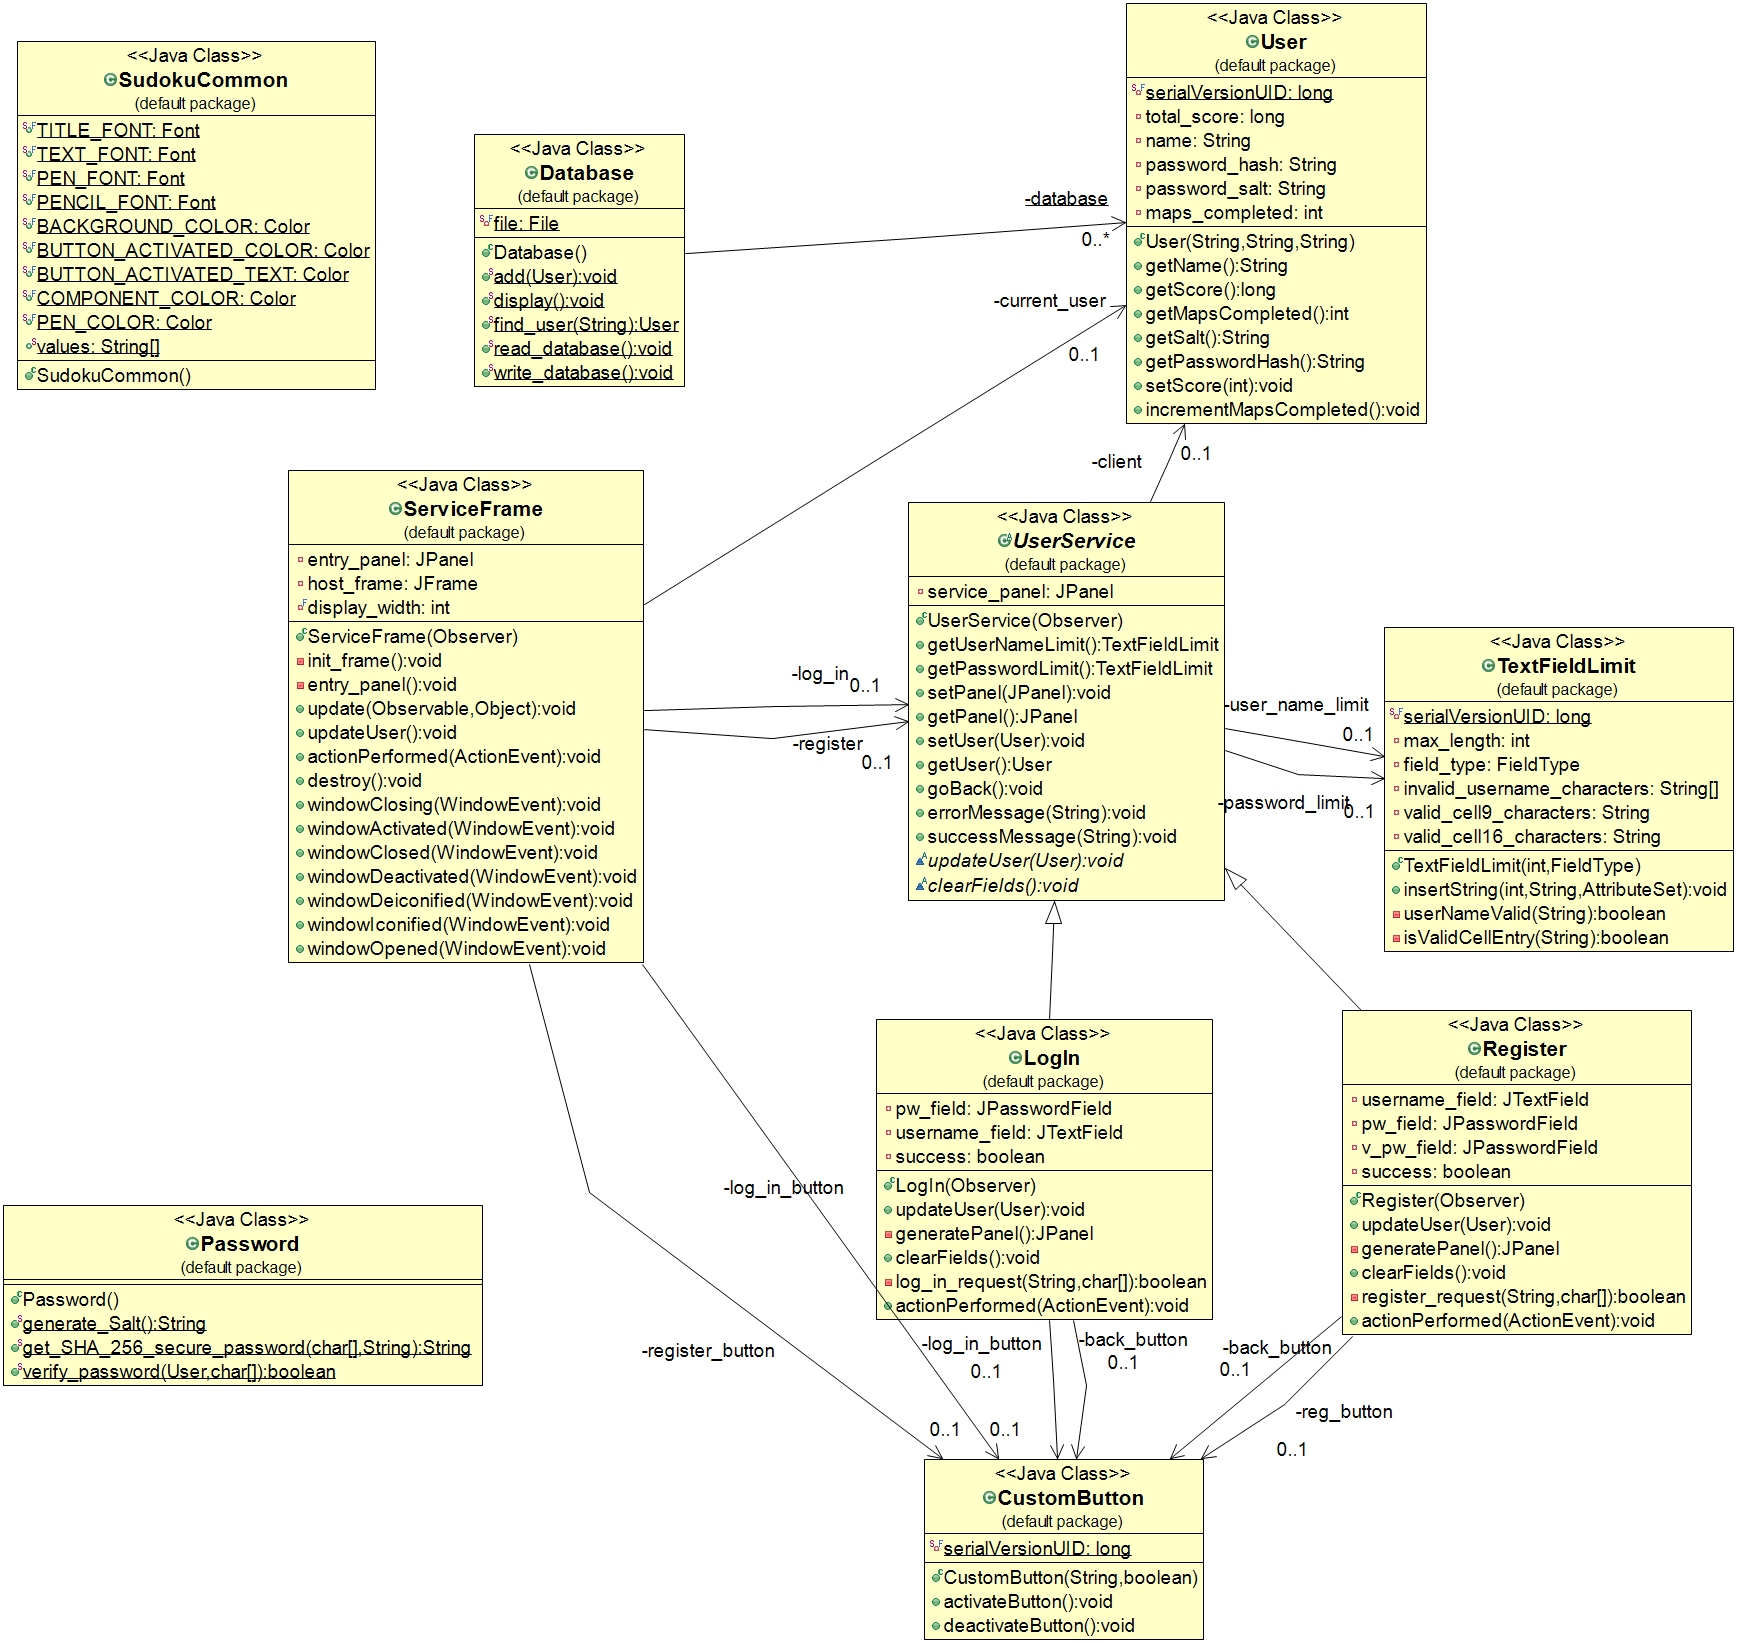 <<Java Class>>
SudokuCommon
(default package)
TITLE_FONT: Font
TEXT_FONT: Font
PEN_FONT: Font
PENCIL_FONT: Font
BACKGROUND_COLOR: Color
BUTTON_ACTIVATED_COLOR: Color
BUTTON_ACTIVATED_TEXT: Color
COMPONENT_COLOR: Color
PEN_COLOR: Color
values: String[]
SudokuCommon()
<<Java Class>>
Database
(default package)
file: File
Database()
add(User):void
display():void
find_user(String):User
read_database():void
write_database():void
-database
0..*
<<Java Class>>
User
(default package)
serialVersionUID: long
total_score: long
name: String
password_hash: String
password_salt: String
maps_completed: int
User(String,String,String)
getName():String
getScore():long
getMapsCompleted():int
getSalt():String
getPasswordHash():String
setScore(int):void
incrementMapsCompleted():void
-current_user
0..1
-client
0..1
<<Java Class>>
ServiceFrame
(default package)
entry_panel: JPanel
host_frame: JFrame
display_width: int
ServiceFrame(Observer)
init_frame():void
entry_panel():void
update(Observable,Object):void
updateUser():void
actionPerformed(ActionEvent):void
destroy():void
windowClosing(WindowEvent):void
windowActivated(WindowEvent):void
windowClosed(WindowEvent):void
windowDeactivated(WindowEvent):void
windowDeiconified(WindowEvent):void
windowIconified(WindowEvent):void
windowOpened(WindowEvent):void
-log_in
0..1
-register
0..1
<<Java Class>>
UserService
(default package)
service_panel: JPanel
UserService(Observer)
getUserNameLimit():TextFieldLimit
getPasswordLimit():TextFieldLimit
setPanel(JPanel):void
getPanel():JPanel
setUser(User):void
getUser():User
goBack():void
errorMessage(String):void
successMessage(String):void
updateUser(User):void
clearFields():void
-user_name_limit
0..1
-password_limit
0..1
<<Java Class>>
TextFieldLimit
(default package)
serialVersionUID: long
max_length: int
field_type: FieldType
invalid_username_characters: String[]
valid_cell9_characters: String
valid_cell16_characters: String
TextFieldLimit(int,FieldType)
insertString(int,String,AttributeSet):void
userNameValid(String):boolean
isValidCellEntry(String):boolean
<<Java Class>>
LogIn
(default package)
pw_field: JPasswordField
username_field: JTextField
success: boolean
LogIn(Observer)
updateUser(User):void
generatePanel():JPanel
clearFields():void
log_in_request(String,char[]):boolean
actionPerformed(ActionEvent):void
<<Java Class>>
Register
(default package)
username_field: JTextField
pw_field: JPasswordField
v_pw_field: JPasswordField
success: boolean
Register(Observer)
updateUser(User):void
generatePanel():JPanel
clearFields():void
register_request(String,char[]):boolean
actionPerformed(ActionEvent):void
<<Java Class>>
Password
(default package)
Password()
generate_Salt():String
get_SHA_256_secure_password(char[],String):String
verify_password(User,char[]):boolean
-log_in_button
0..1
-register_button
0..1
-log_in_button
0..1
-back_button
0..1
-back_button
0..1
-reg_button
0..1
<<Java Class>>
CustomButton
(default package)
serialVersionUID: long
CustomButton(String,boolean)
activateButton():void
deactivateButton():void